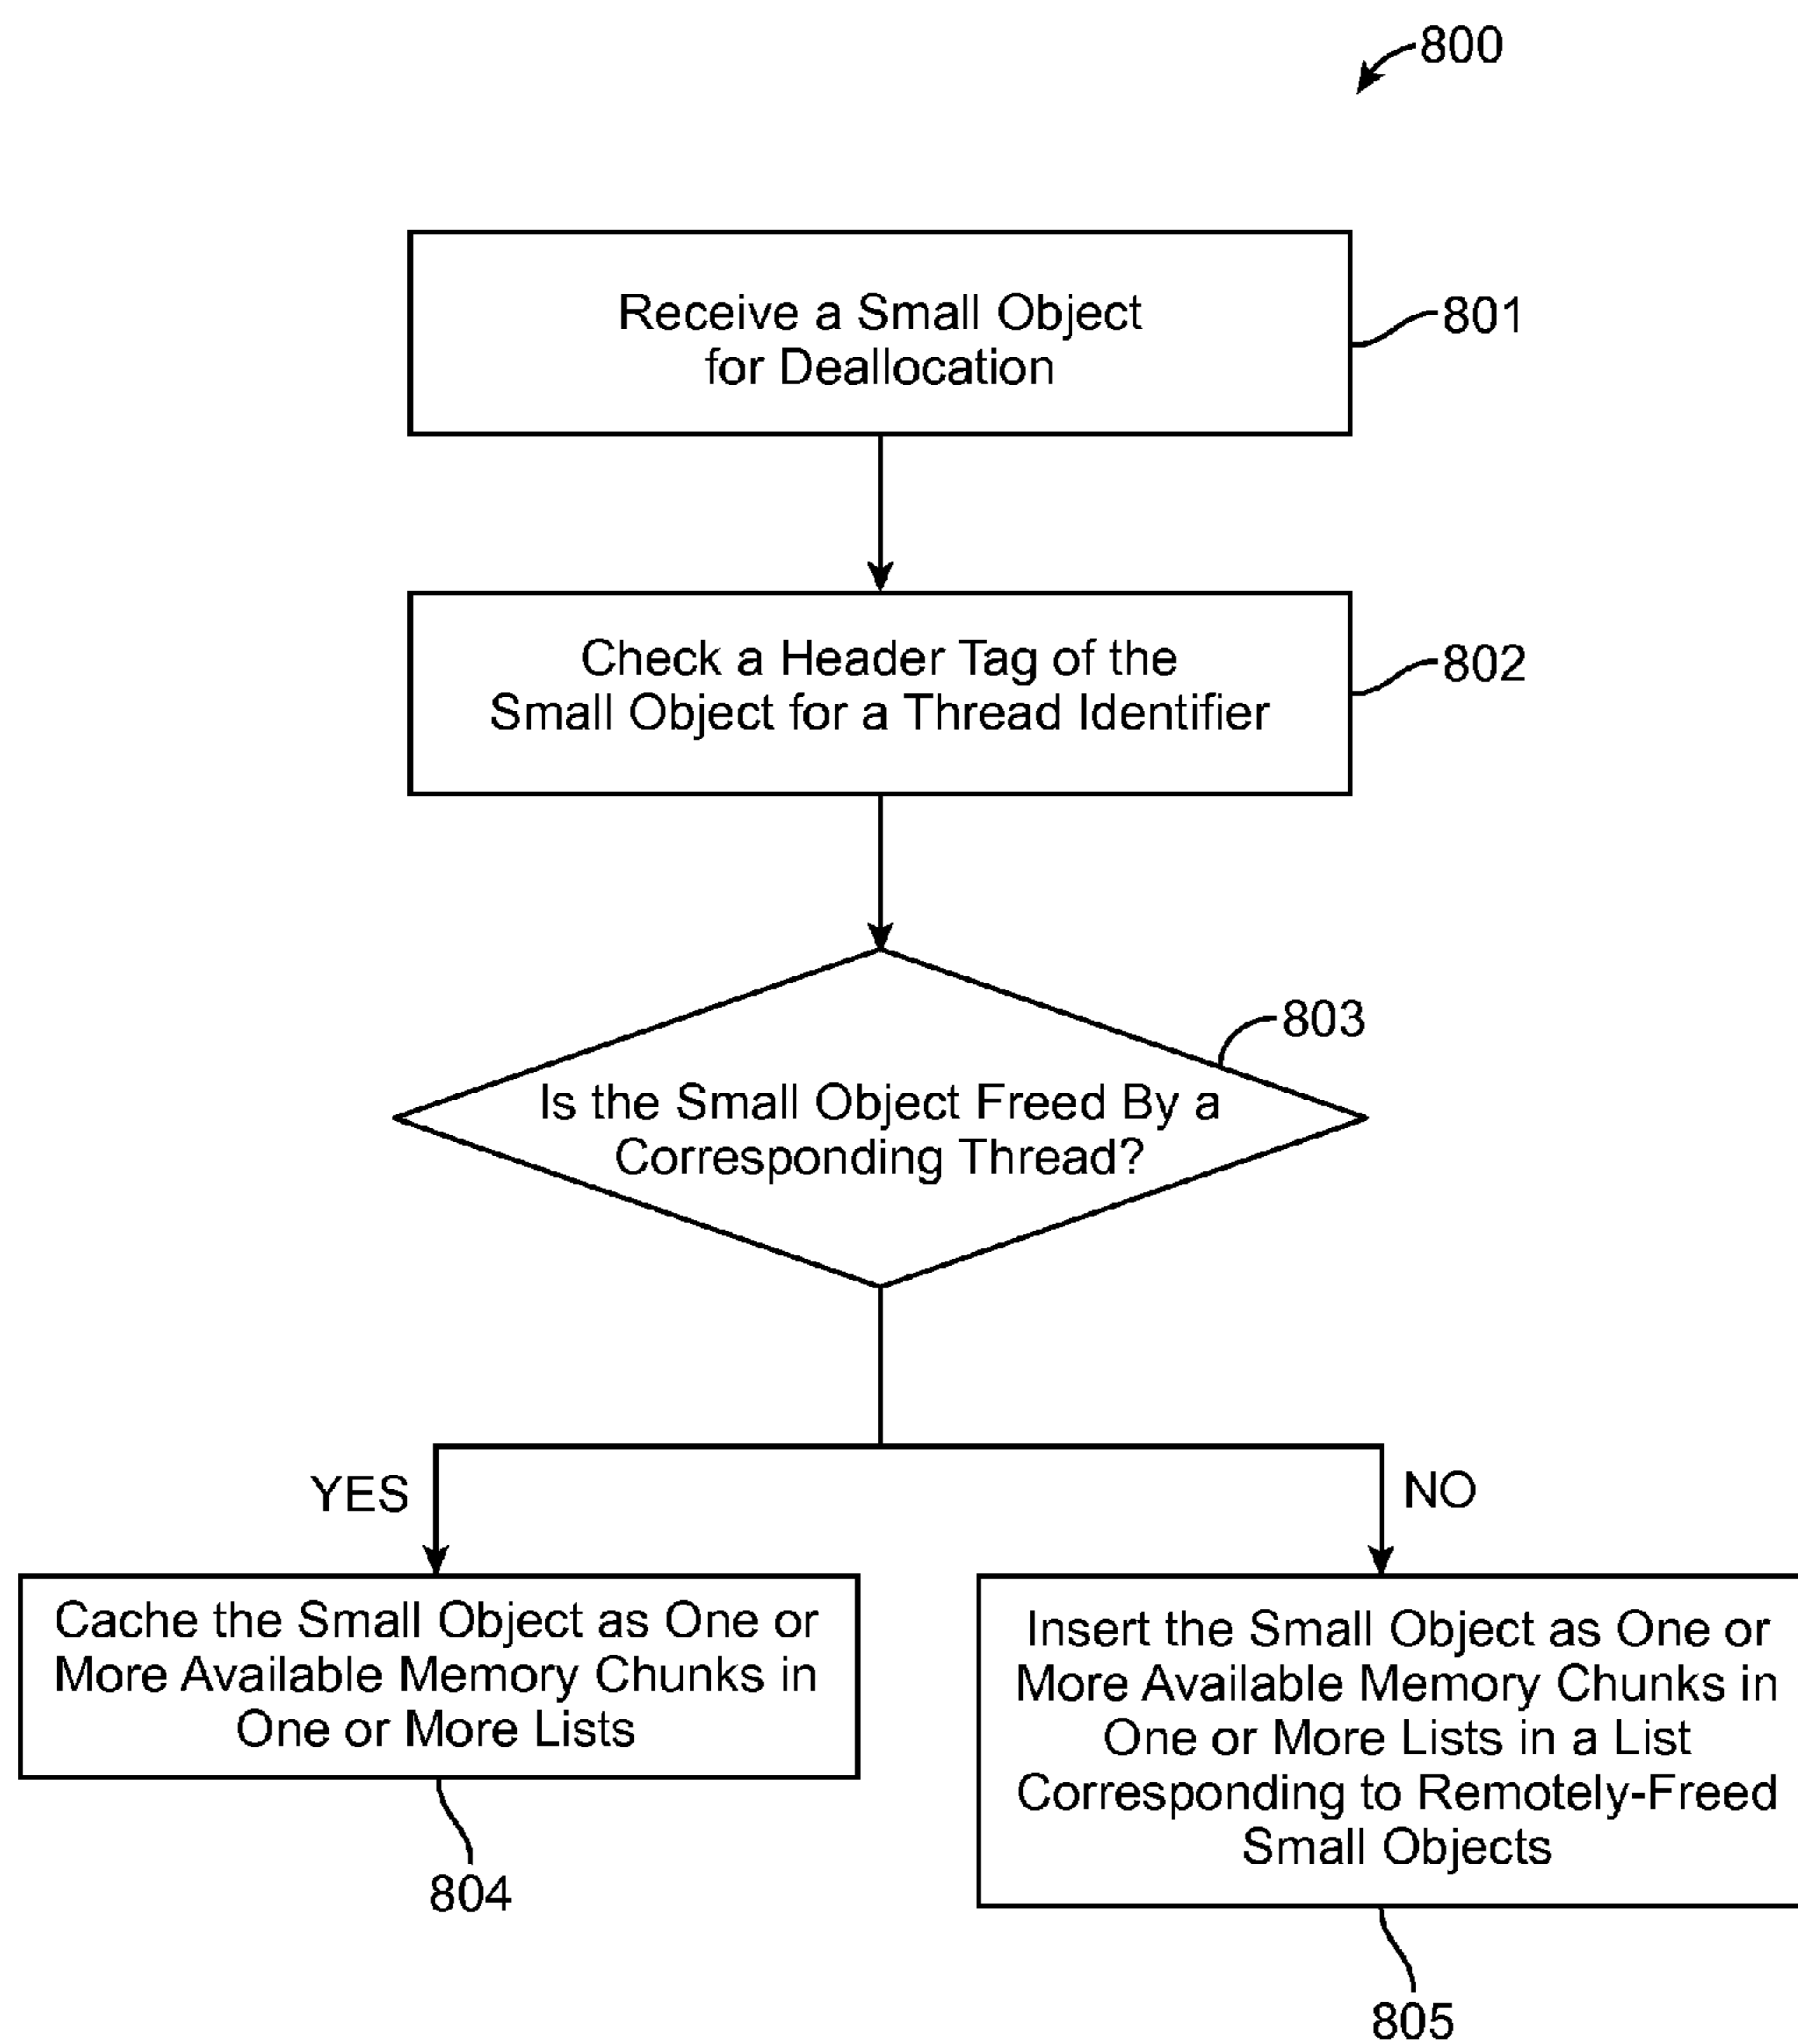 800
Receive a Small Object
for Deallocation
801
Check a Header Tag of the
Small Object for a Thread Identifier
802
803
Is the Small Object Freed By a
Corresponding Thread?
YES
NO
Cache the Small Object as One or
More Available Memory Chunks in
One or More Lists
804
Insert the Small Object as One or
More Available Memory Chunks in
One or More Lists in a List
Corresponding to Remotely-Freed
Small Objects
805